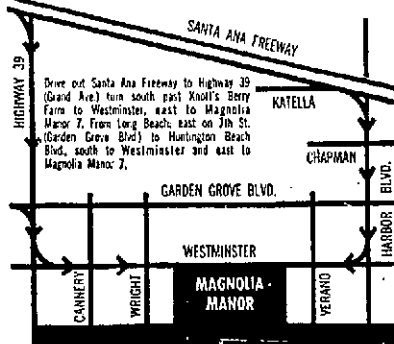 SANTA ANA FREEWAY
HIGHWAY 39
Drive out Santa Ana Freeway to Highway 39
(Grand Ave.) turn south past Knoll's Berry
Farm to Westminster, east to Magnolia
Manor 7. From Long Beach: east on 7th St.
(Garden Grove Blvd) to Huntington Beach
Blvd., south to Westminster and east to
Magnolia Manor 7.
KATELLA
CHAPMAN
HARBOR BLVD.
GARDEN GROVE BLVD.
WESTMINSTER
CANNERY
WRIGHT
MAGNOLIA
MANOR
VERANO